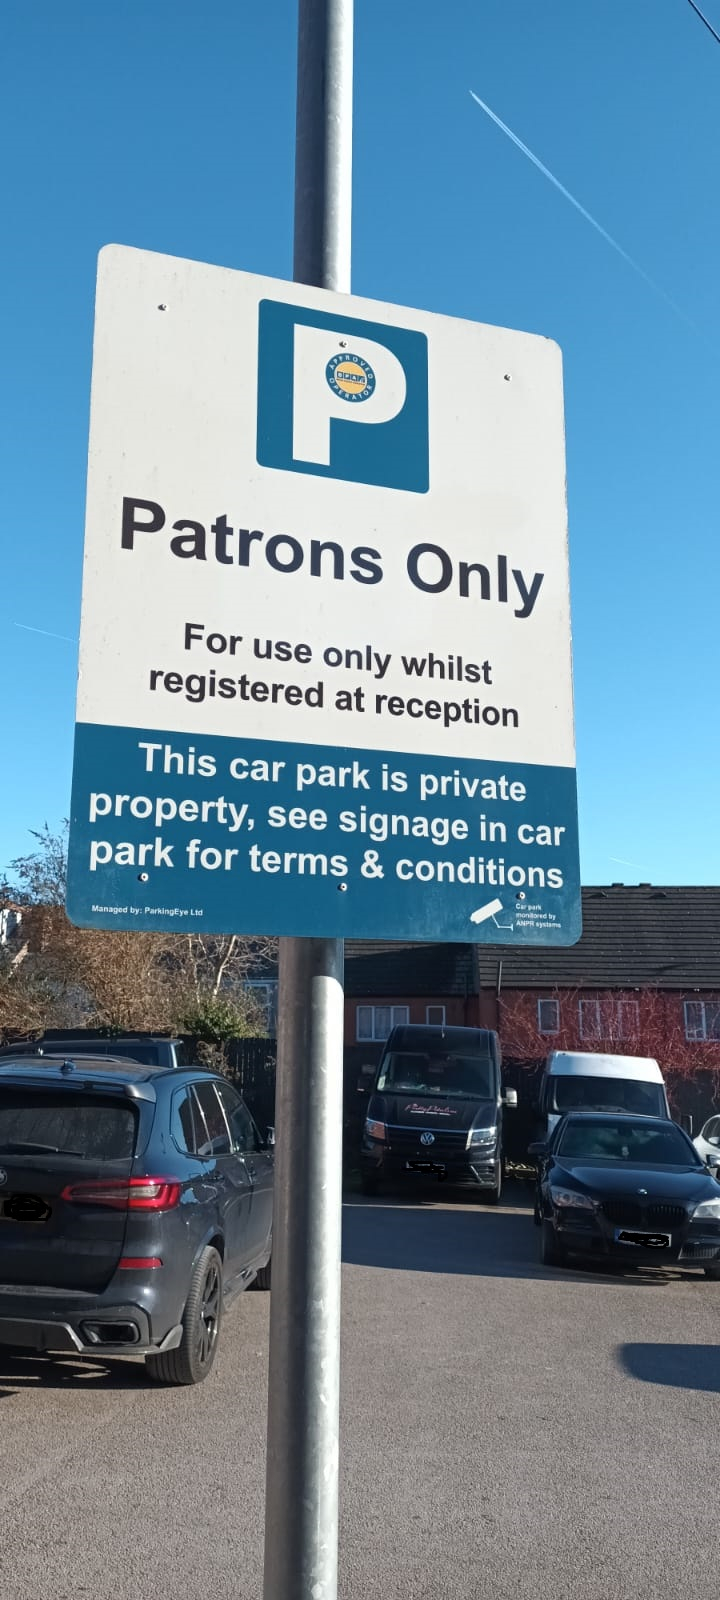 P
APPROVED
OPERATOR
Patrons Only
For use only whilst
registered at reception
This car park is private
property, see signage in car
park for terms & conditions
Managed by: ParkingEye Ltd
Car park
monitored by
ANPR systems